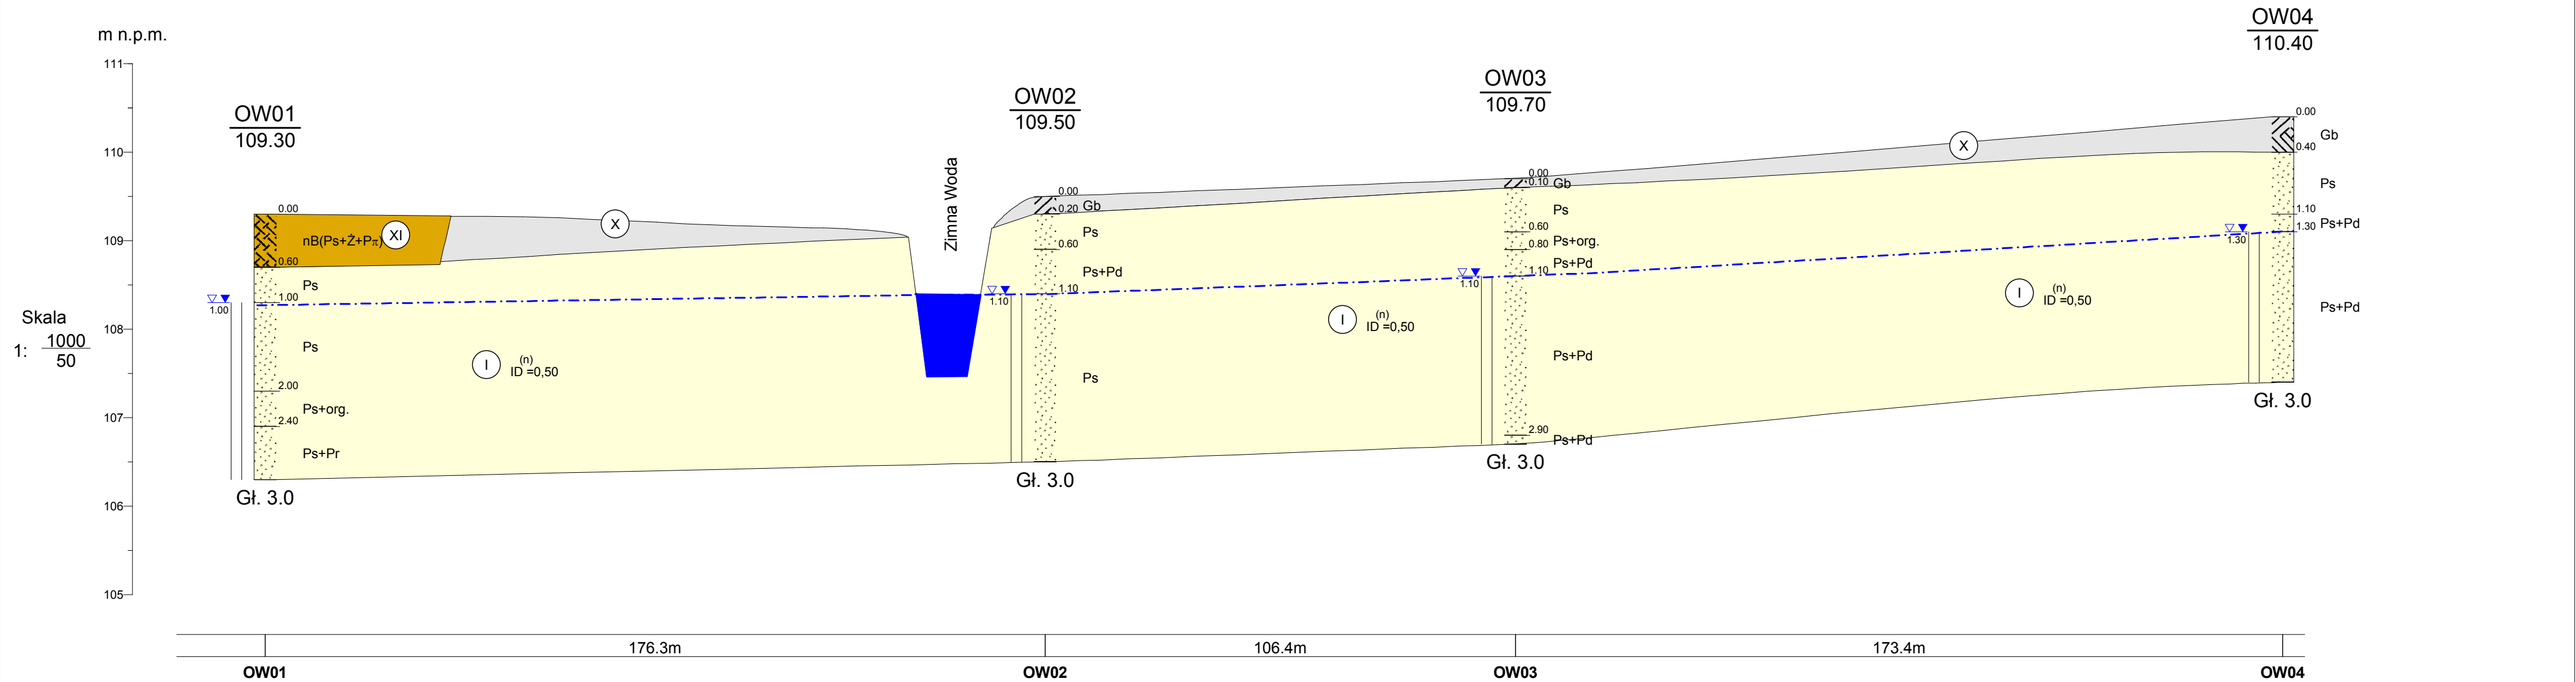 m n.p.m.
111
110
109
108
107
106
105
Skala
1: 1000
50
OW01
109.30
0.00
nB(Ps+Ż+Pπ)
XI
X
0.60
Ps
1.00
1.00
Ps
I
(n)
ID =0,50
2.00
Ps+org.
2.40
Ps+Pr
Gł. 3.0
Zimna Woda
OW02
109.50
0.00
Gb
0.20
Ps
0.60
Ps+Pd
1.10
1.10
Ps
Gł. 3.0
I
(n)
ID =0,50
OW03
109.70
0.00
0.10
Gb
Ps
0.60
Ps+org.
0.80
Ps+Pd
1.10
1.10
Ps+Pd
2.90
Ps+Pd
Gł. 3.0
X
I
(n)
ID =0,50
OW04
110.40
0.00
Gb
0.40
Ps
1.10
Ps+Pd
1.30
1.30
Ps+Pd
Gł. 3.0
176.3m
106.4m
173.4m
OW01
OW02
OW03
OW04